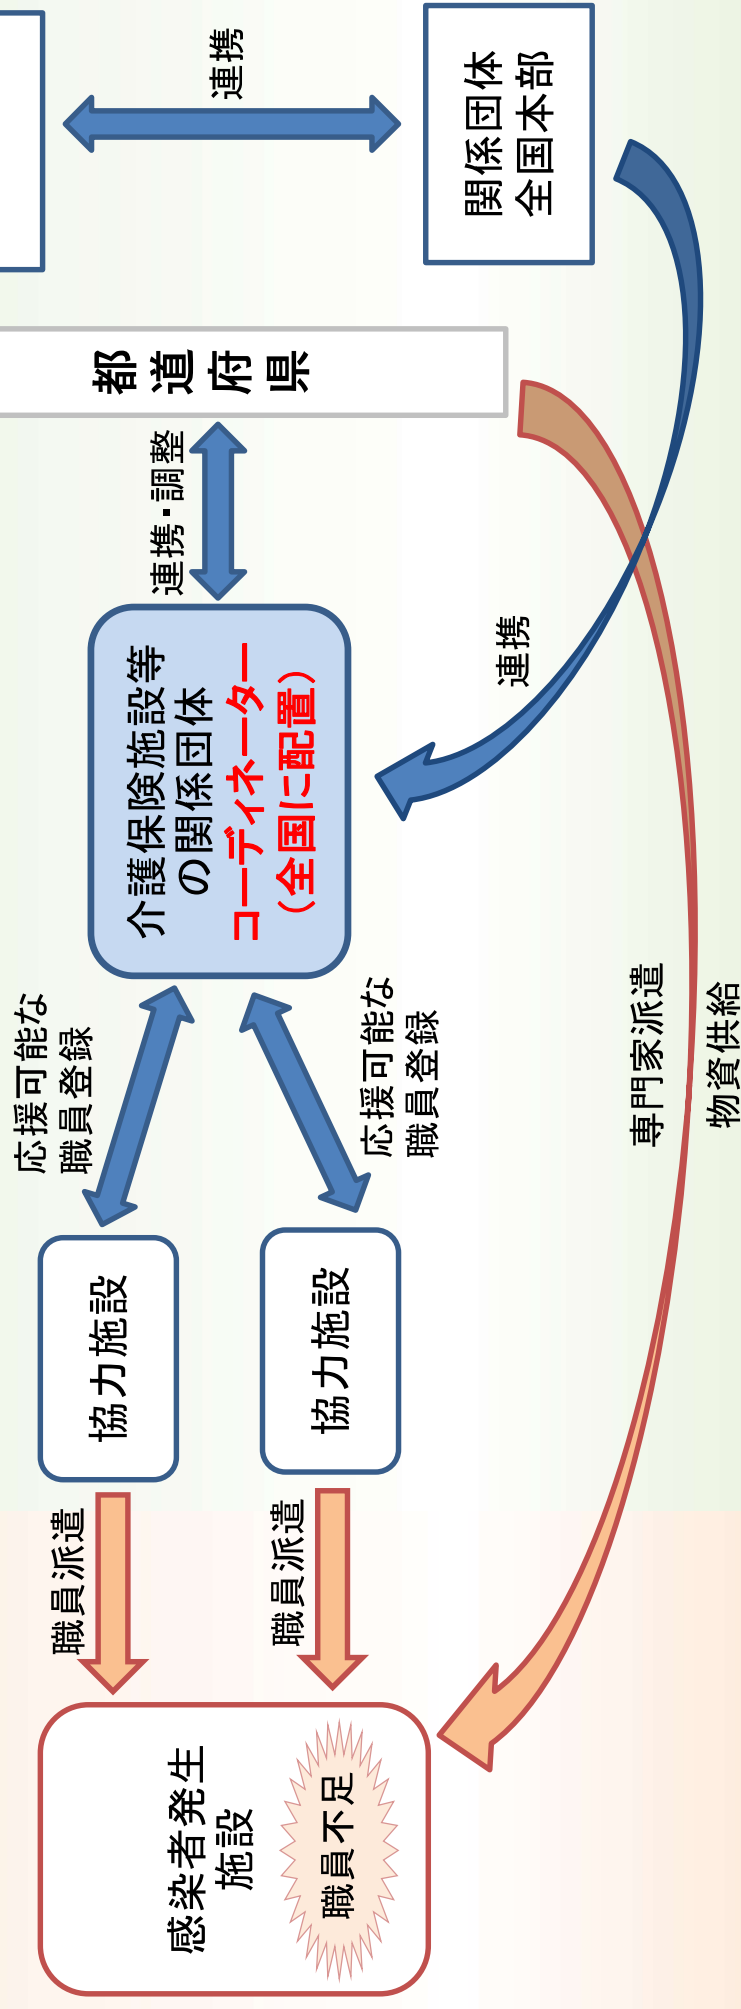 感染者発生
施設
職員不足
職員派遣
職員派遣
協力施設
協力施設
応援可能な
職員登録
応援可能な
職員登録
介護保険施設等
の関係団体
コーディネーター
（全国に配置）
連携・調整
都道府県
連携
関係団体
全国本部
連携
専門家派遣
物資供給